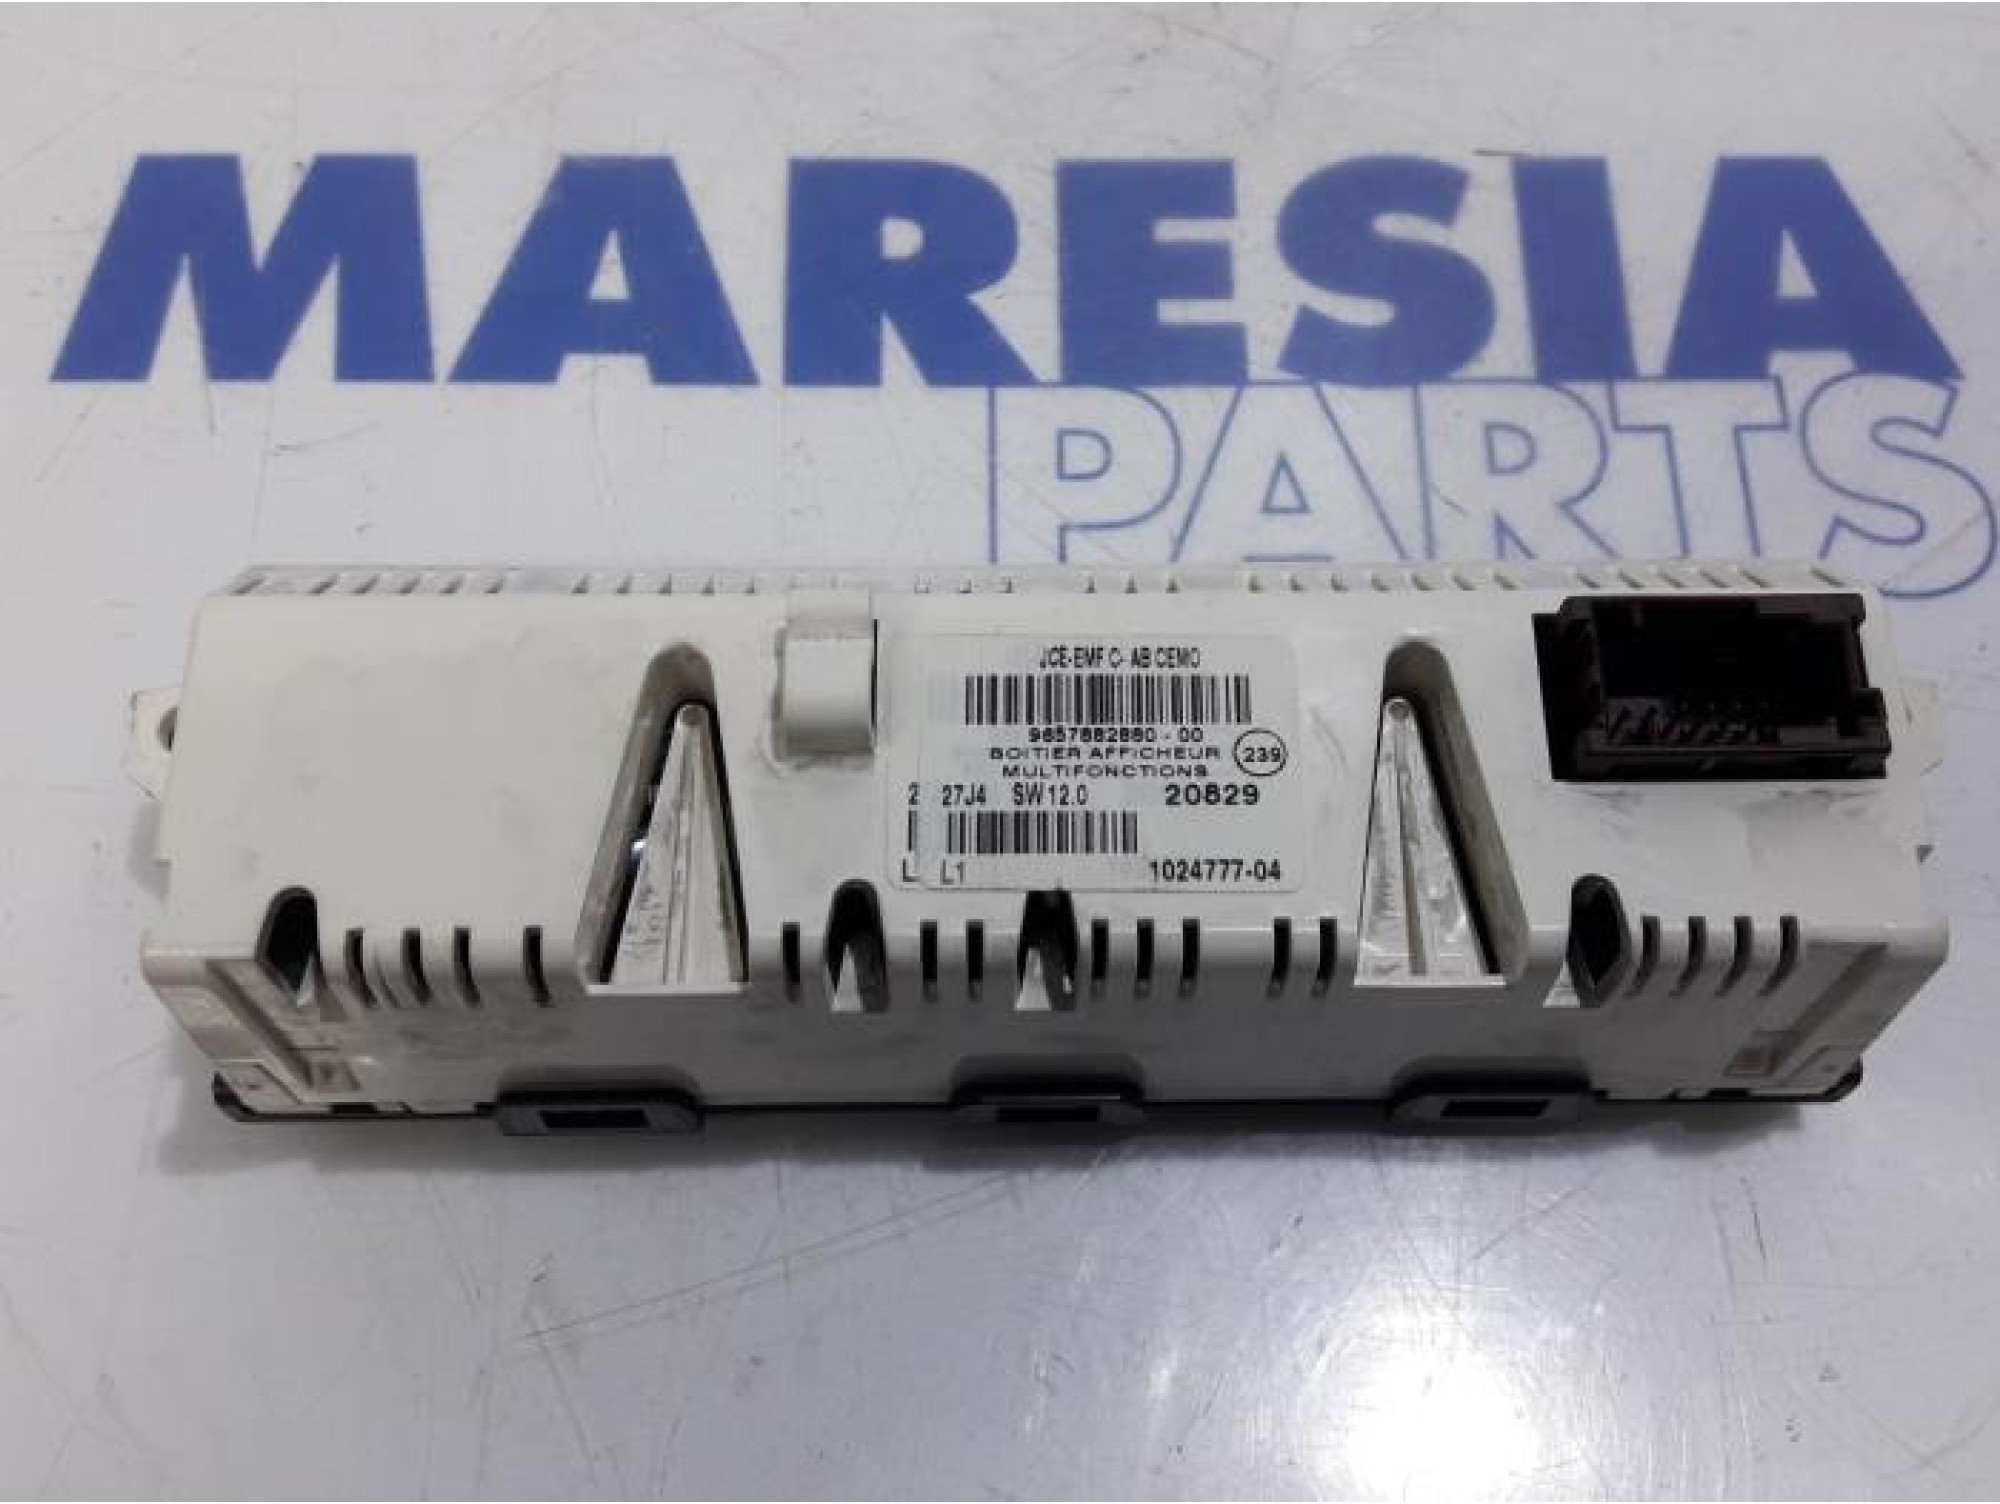 MARESIA
PARTS
JCE-EMF C- AB CEMO
9657882880-00
BOITIER AFFICHEUR
MULTIFONCTIONS
239
2 27J4 SW12.0 20829
L L1 1024777-04